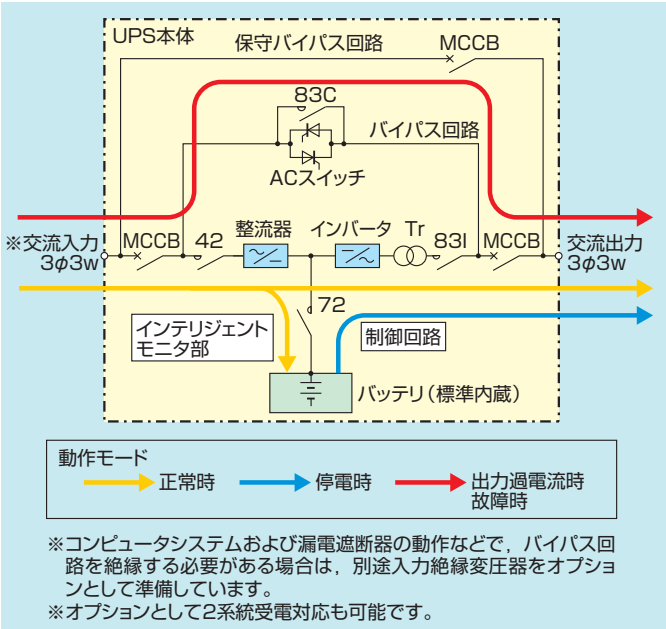 UPS本体
保守バイパス回路
MCCB
83C
バイパス回路
ACスイッチ
※交流入力
3φ3w
MCCB
42
整流器
インバータ
Tr
83I
MCCB
交流出力
3φ3w
72
インテリジェント
モニタ部
制御回路
バッテリ(標準内蔵)
動作モード
正常時
停電時
出力過電流時
故障時
※コンピュータシステムおよび漏電遮断器の動作などで，バイパス回
路を絶縁する必要がある場合は，別途入力絶縁変圧器をオプショ
ンとして準備しています。
※オプションとして2系統受電対応も可能です。